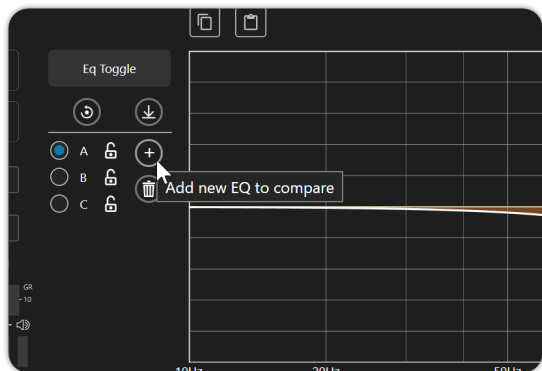 Eq Toggle
A
B
C
Add new EQ to compare
GR
-10
10Hz
20Hz
50Hz